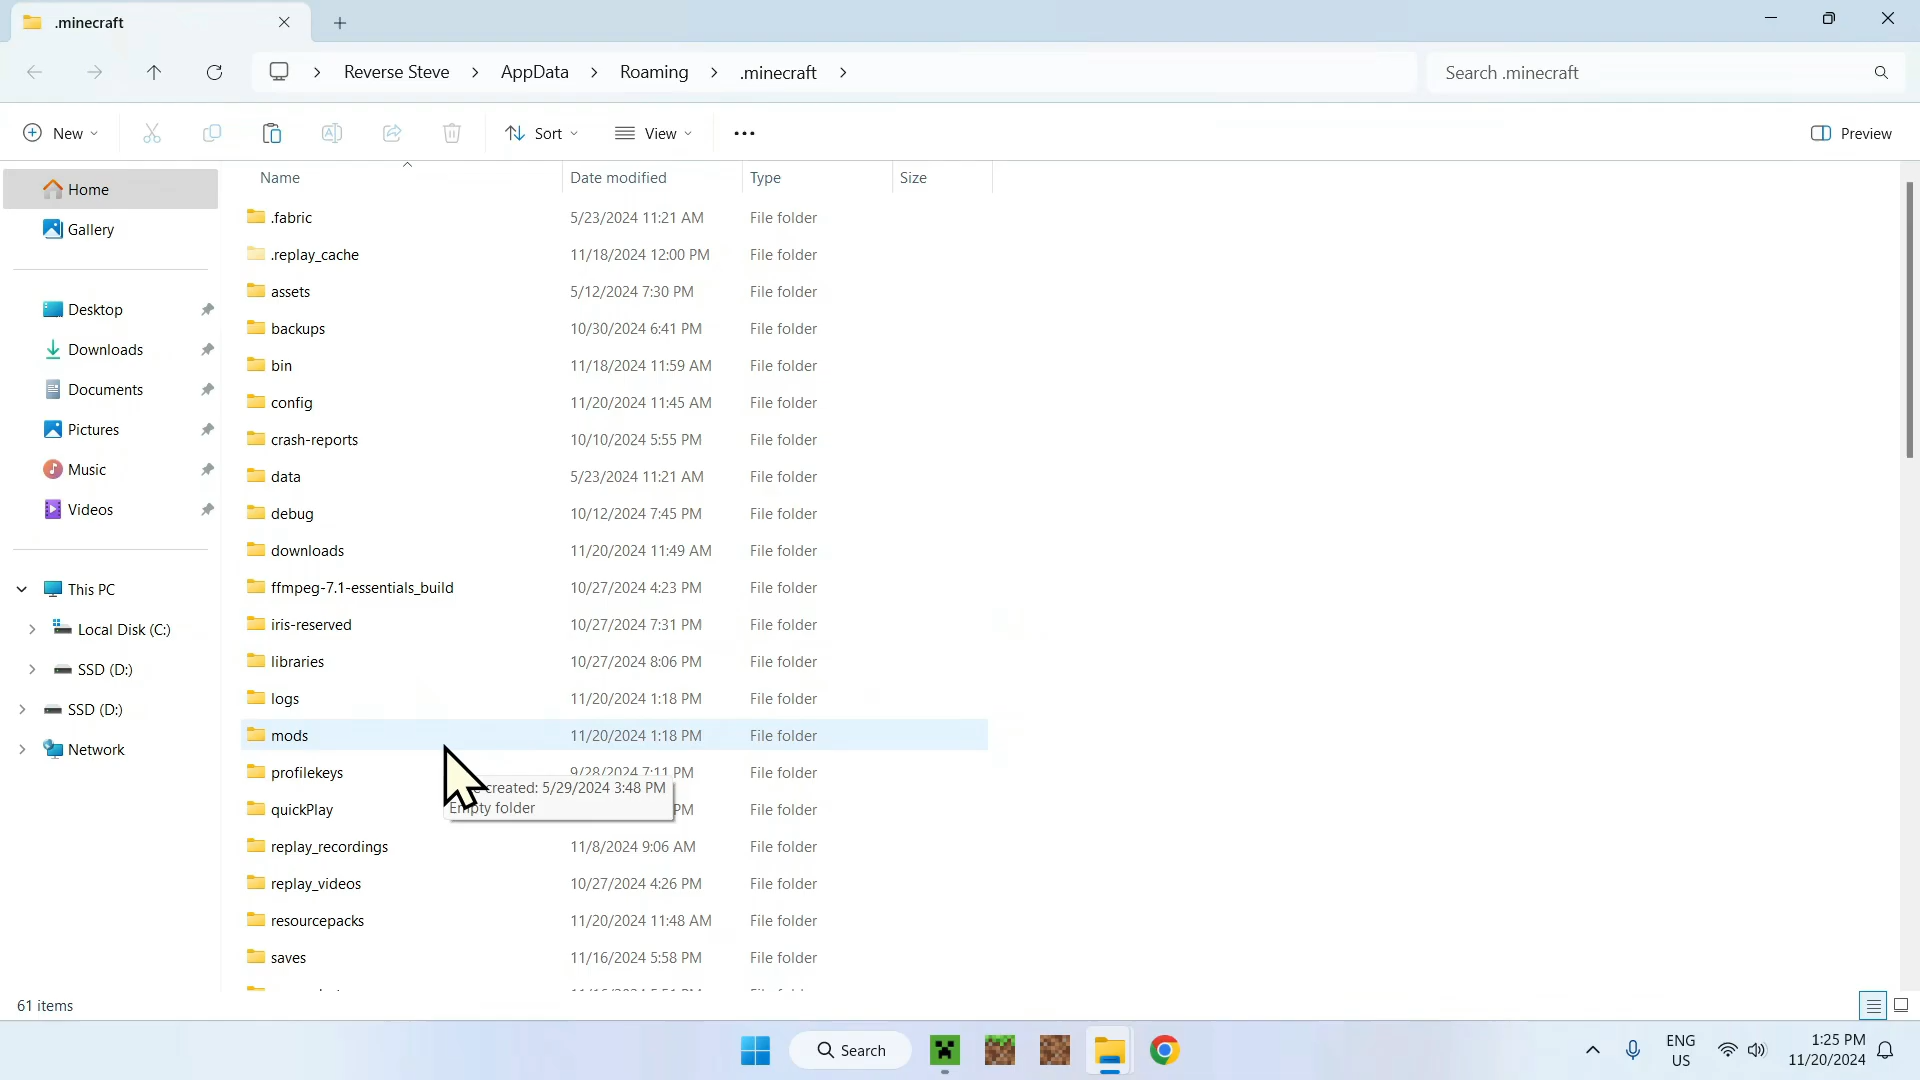 .minecraft
Reverse Steve > AppData > Roaming > .minecraft >
Search .minecraft
New
Sort
View
Preview
Name Date modified Type Size
Home
Gallery
Desktop
Downloads
Documents
Pictures
Music
Videos
This PC
Local Disk (C:)
SSD (D:)
SSD (D:)
Network
.fabric 5/23/2024 11:21 AM File folder
.replay_cache 11/18/2024 12:00 PM File folder
assets 5/12/2024 7:30 PM File folder
backups 10/30/2024 6:41 PM File folder
bin 11/18/2024 11:59 AM File folder
config 11/20/2024 11:45 AM File folder
crash-reports 10/10/2024 5:55 PM File folder
data 5/23/2024 11:21 AM File folder
debug 10/12/2024 7:45 PM File folder
downloads 11/20/2024 11:49 AM File folder
ffmpeg-7.1-essentials_build 10/27/2024 4:23 PM File folder
iris-reserved 10/27/2024 7:31 PM File folder
libraries 10/27/2024 8:06 PM File folder
logs 11/20/2024 1:18 PM File folder
mods 11/20/2024 1:18 PM File folder
profilekeys 9/28/2024 7:11 PM File folder
created: 5/29/2024 3:48 PM
Empty folder
quickPlay PM File folder
replay_recordings 11/8/2024 9:06 AM File folder
replay_videos 10/27/2024 4:26 PM File folder
resourcepacks 11/20/2024 11:48 AM File folder
saves 11/16/2024 5:58 PM File folder
61 items
Search
ENG
US
1:25 PM
11/20/2024